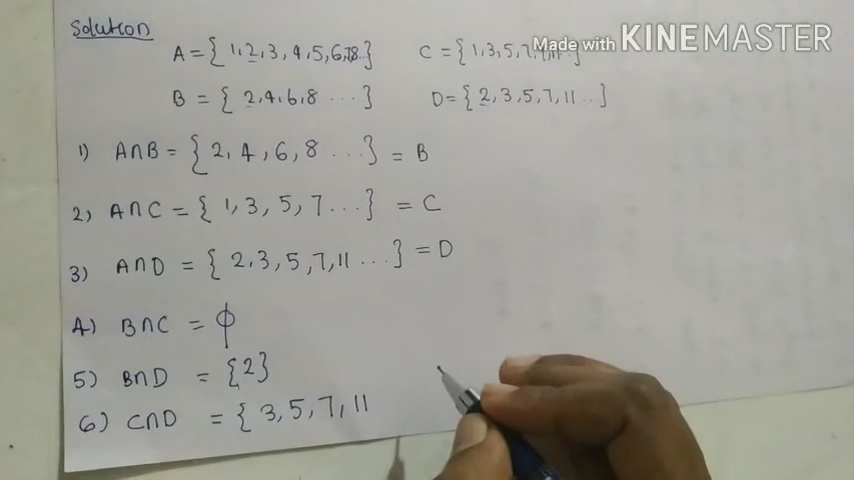 Solution
A = { 1, 2, 3, 4, 5, 6, 7, 8 ..} C = { 1, 3, 5, 7, 9, 11 ..}
Made with KINEMASTER
B = { 2, 4, 6, 8 ... } D = { 2, 3, 5, 7, 11 .. }
1) A∩B = { 2, 4, 6, 8 ... } = B
2) A∩C = { 1, 3, 5, 7 ... } = C
3) A∩D = { 2, 3, 5, 7, 11 ... } = D
4) B∩C = ϕ
5) B∩D = {2}
6) C∩D = { 3, 5, 7, 11